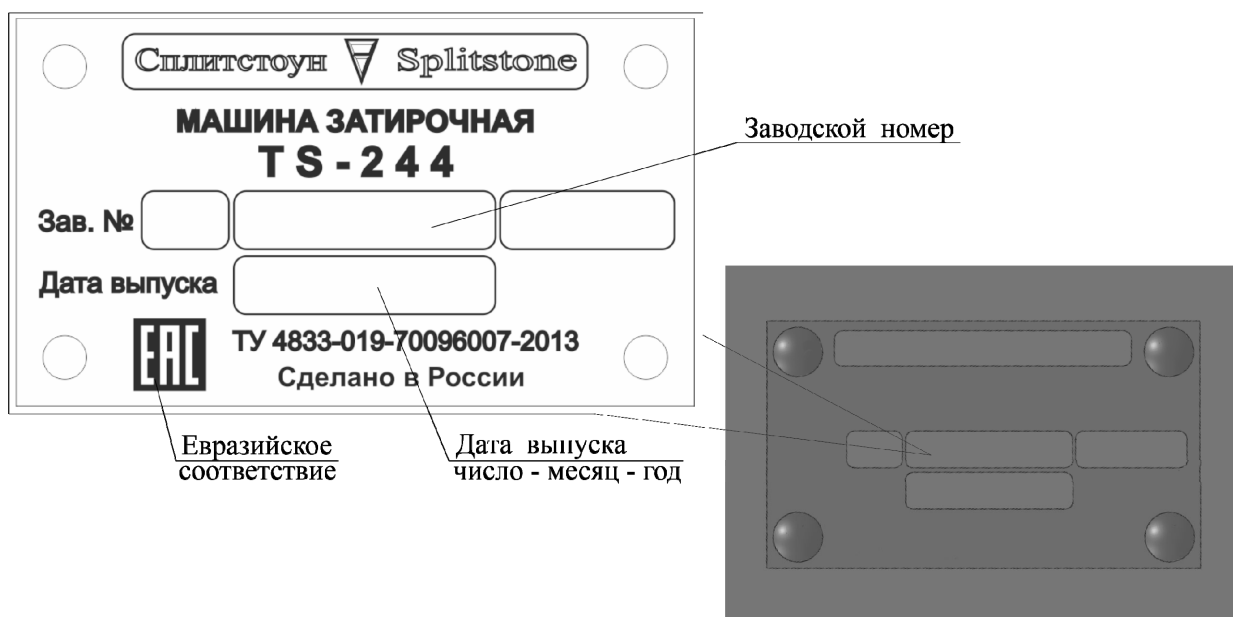 Сплитстоун Splitstone
МАШИНА ЗАТИРОЧНАЯ
TS-244
Заводской номер
Зав. №
Дата выпуска
ЕАС ТУ 4833-019-70096007-2013
Сделано в России
Евразийское
соответствие
Дата выпуска
число - месяц - год